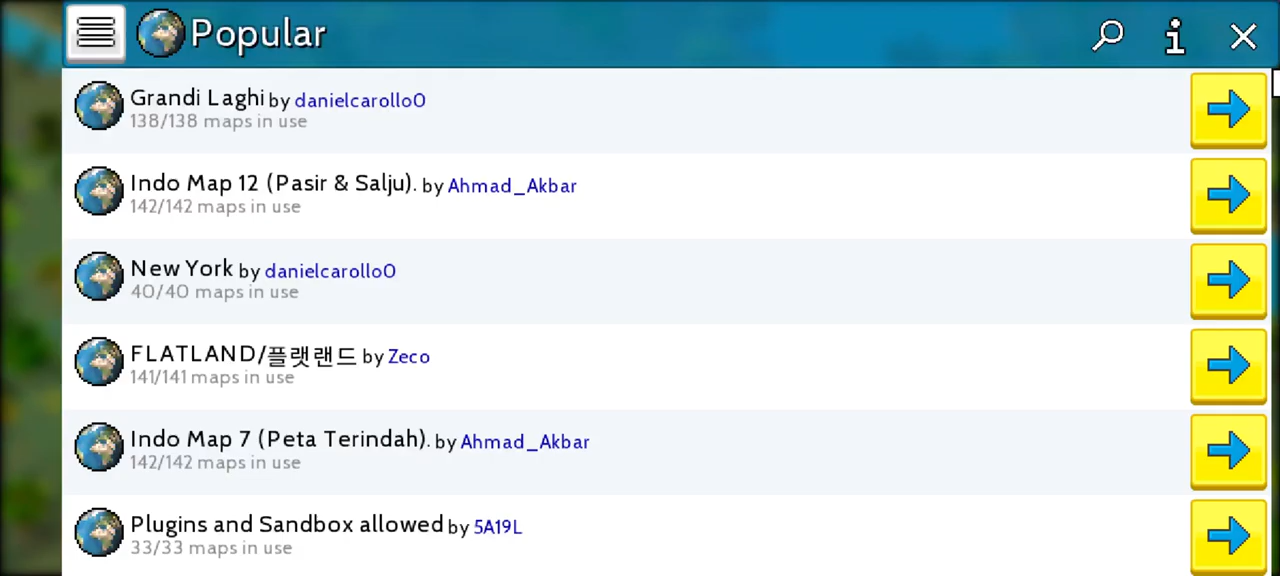 Popular
Grandi Laghi by danielcarollo0
138/138 maps in use
Indo Map 12 (Pasir & Salju). by Ahmad_Akbar
142/142 maps in use
New York by danielcarollo0
40/40 maps in use
FLATLAND/플랫랜드 by Zeco
141/141 maps in use
Indo Map 7 (Peta Terindah). by Ahmad_Akbar
142/142 maps in use
Plugins and Sandbox allowed by 5A19L
33/33 maps in use